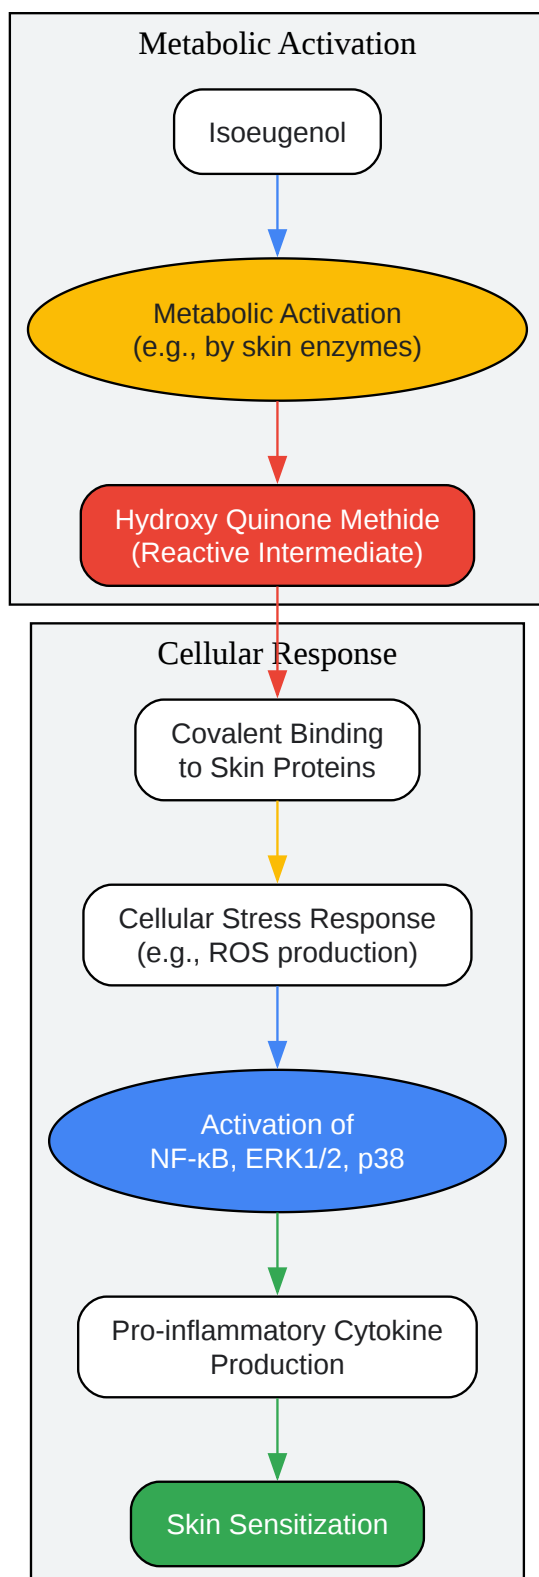 Metabolic Activation
Isoeugenol
Metabolic Activation
(e.g., by skin enzymes)
Hydroxy Quinone Methide
(Reactive Intermediate)
Cellular Response
Covalent Binding
to Skin Proteins
Cellular Stress Response
(e.g., ROS production)
Activation of
NF-κB, ERK1/2, p38
Pro-inflammatory Cytokine
Production
Skin Sensitization